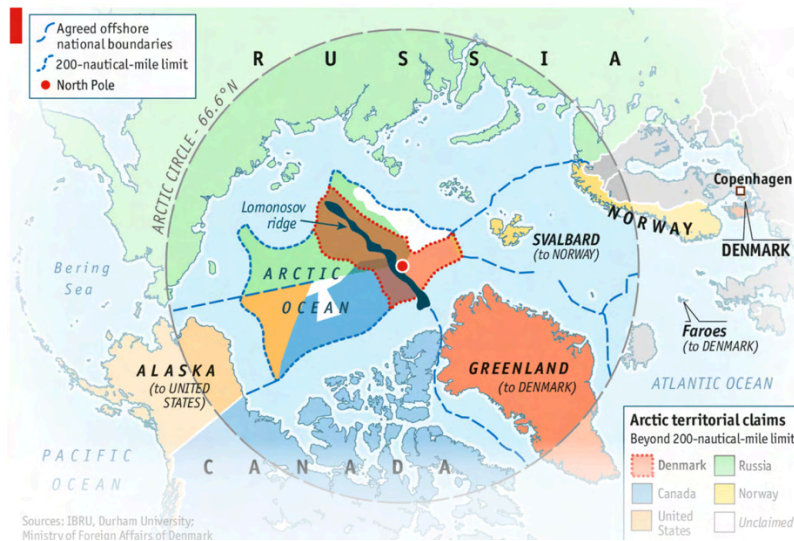 Agreed offshore
national boundaries
200-nautical-mile limit
North Pole
R U S S I A
ARCTIC CIRCLE - 66.6°N
Lomonosov
ridge
Copenhagen
NORWAY
DENMARK
SVALBARD
(to NORWAY)
Bering
Sea
ARCTIC
OCEAN
Faroes
(to DENMARK)
ALASKA
(to UNITED
STATES)
GREENLAND
(to DENMARK)
ATLANTIC OCEAN
PACIFIC
OCEAN
CANADA
Arctic territorial claims
Beyond 200-nautical-mile limit
Denmark
Russia
Canada
Norway
United
States
Unclaimed
Sources: IBRU, Durham University;
Ministry of Foreign Affairs of Denmark